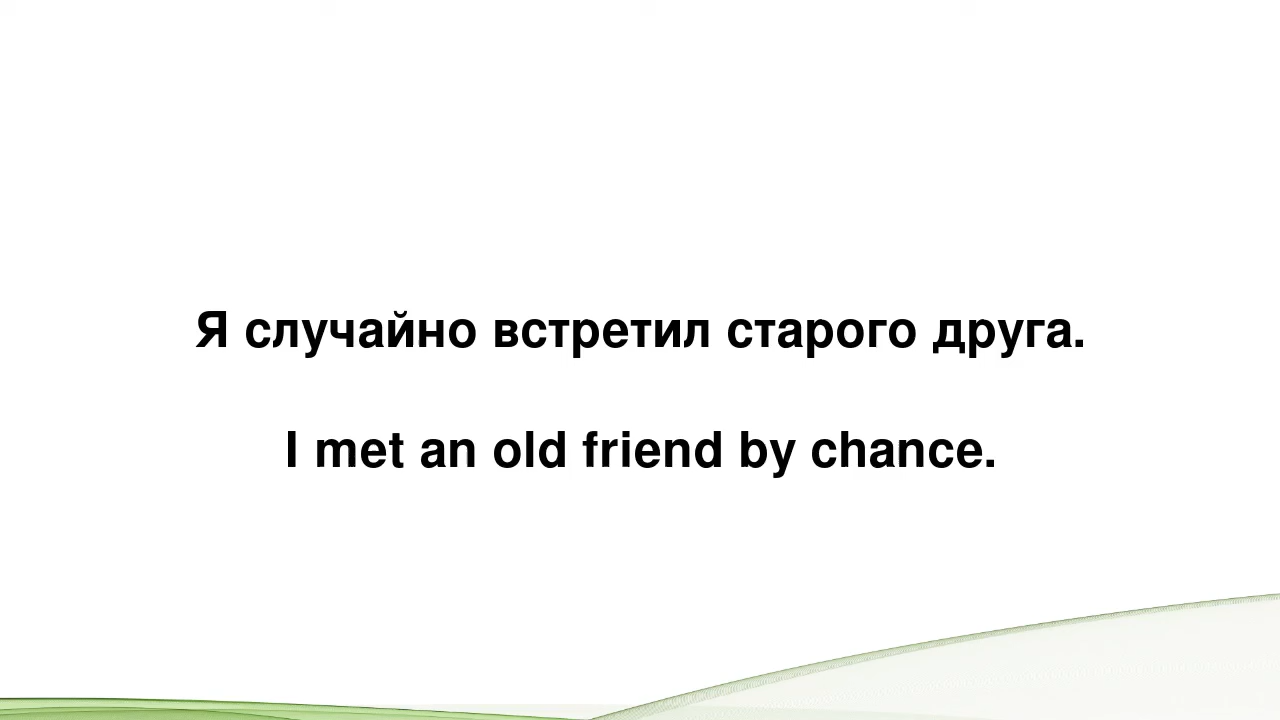 Я случайно встретил старого друга.
I met an old friend by chance.